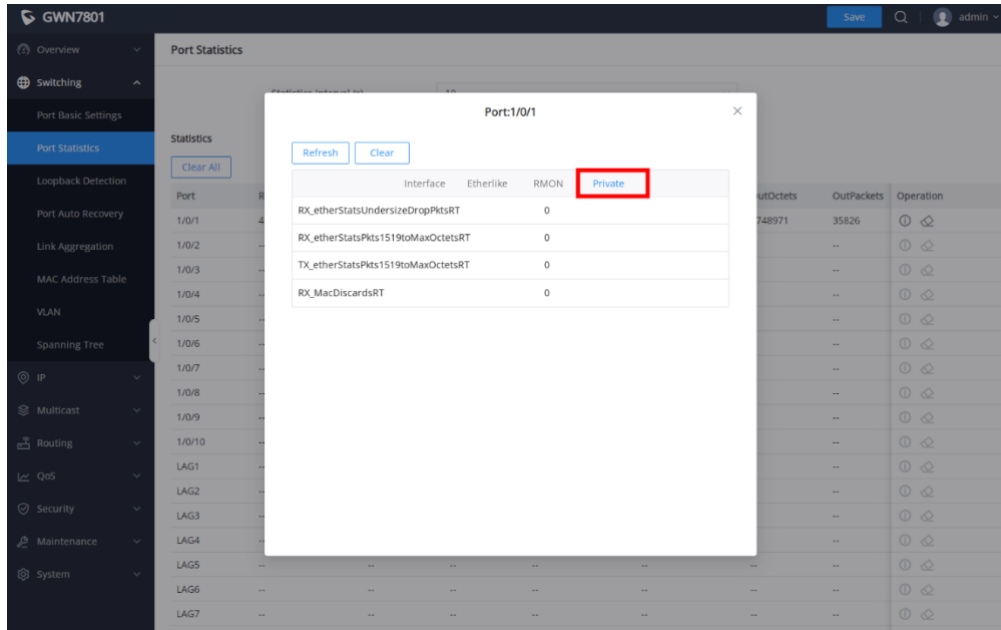 GWN7801
Save
admin
Overview
Switching
Port Basic Settings
Port Statistics
Loopback Detection
Port Auto Recovery
Link Aggregation
MAC Address Table
VLAN
Spanning Tree
IP
Multicast
Routing
QoS
Security
Maintenance
System
Port Statistics
Statistics
Clear All
Port OutPackets Operation
1/0/1 748971 35826
1/0/2 -- --
1/0/3 -- --
1/0/4 -- --
1/0/5 -- --
1/0/6 -- --
1/0/7 -- --
1/0/8 -- --
1/0/9 -- --
1/0/10 -- --
LAG1 -- --
LAG2 -- --
LAG3 -- --
LAG4 -- --
LAG5 -- -- -- -- -- -- --
LAG6 -- -- -- -- -- -- --
LAG7 -- -- -- -- -- -- --
Port:1/0/1
Refresh Clear
Interface Etherlike RMON Private
RX_etherStatsUndersizeDropPktsRT 0
RX_etherStatsPkts1519toMaxOctetsRT 0
TX_etherStatsPkts1519toMaxOctetsRT 0
RX_MacDiscardsRT 0